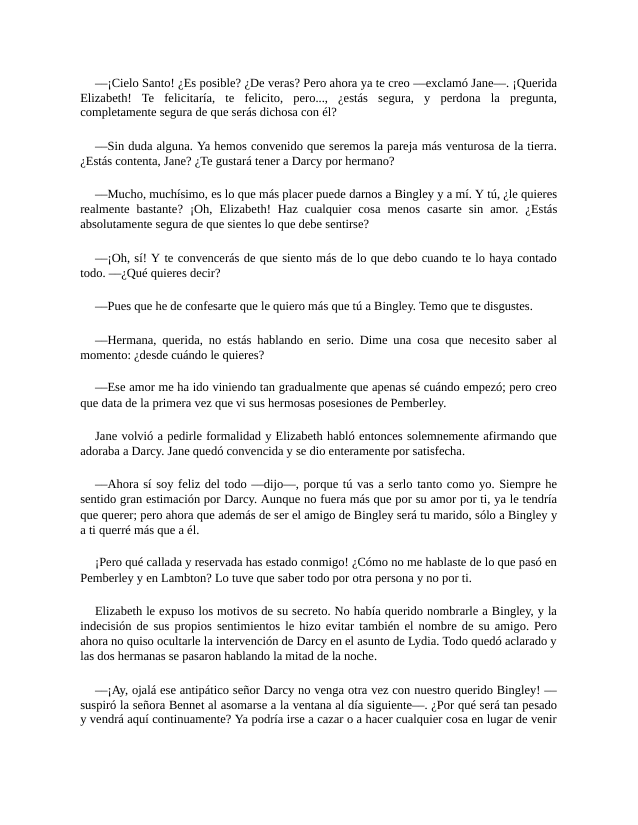 —¡Cielo Santo! ¿Es posible? ¿De veras? Pero ahora ya te creo —exclamó Jane—. ¡Querida
Elizabeth! Te felicitaría, te felicito, pero..., ¿estás segura, y perdona la pregunta,
completamente segura de que serás dichosa con él?
—Sin duda alguna. Ya hemos convenido que seremos la pareja más venturosa de la tierra.
¿Estás contenta, Jane? ¿Te gustará tener a Darcy por hermano?
—Mucho, muchísimo, es lo que más placer puede darnos a Bingley y a mí. Y tú, ¿le quieres
realmente bastante? ¡Oh, Elizabeth! Haz cualquier cosa menos casarte sin amor. ¿Estás
absolutamente segura de que sientes lo que debe sentirse?
—¡Oh, sí! Y te convencerás de que siento más de lo que debo cuando te lo haya contado
todo. —¿Qué quieres decir?
—Pues que he de confesarte que le quiero más que tú a Bingley. Temo que te disgustes.
—Hermana, querida, no estás hablando en serio. Dime una cosa que necesito saber al
momento: ¿desde cuándo le quieres?
—Ese amor me ha ido viniendo tan gradualmente que apenas sé cuándo empezó; pero creo
que data de la primera vez que vi sus hermosas posesiones de Pemberley.
Jane volvió a pedirle formalidad y Elizabeth habló entonces solemnemente afirmando que
adoraba a Darcy. Jane quedó convencida y se dio enteramente por satisfecha.
—Ahora sí soy feliz del todo —dijo—, porque tú vas a serlo tanto como yo. Siempre he
sentido gran estimación por Darcy. Aunque no fuera más que por su amor por ti, ya le tendría
que querer; pero ahora que además de ser el amigo de Bingley será tu marido, sólo a Bingley y
a ti querré más que a él.
¡Pero qué callada y reservada has estado conmigo! ¿Cómo no me hablaste de lo que pasó en
Pemberley y en Lambton? Lo tuve que saber todo por otra persona y no por ti.
Elizabeth le expuso los motivos de su secreto. No había querido nombrarle a Bingley, y la
indecisión de sus propios sentimientos le hizo evitar también el nombre de su amigo. Pero
ahora no quiso ocultarle la intervención de Darcy en el asunto de Lydia. Todo quedó aclarado y
las dos hermanas se pasaron hablando la mitad de la noche.
—¡Ay, ojalá ese antipático señor Darcy no venga otra vez con nuestro querido Bingley! —
suspiró la señora Bennet al asomarse a la ventana al día siguiente—. ¿Por qué será tan pesado
y vendrá aquí continuamente? Ya podría irse a cazar o a hacer cualquier cosa en lugar de venir